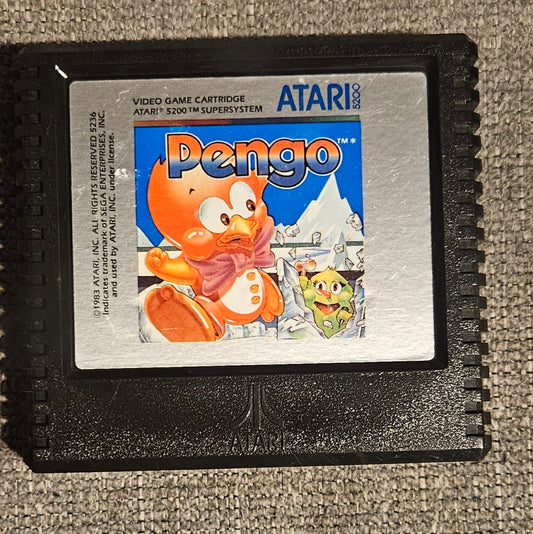 VIDEO GAME CARTRIDGE
ATARI® 5200™ SUPERSYSTEM
ATARI 5200
Pengo™*
©1983 ATARI, INC. ALL RIGHTS RESERVED 5236
Indicates trademark of SEGA ENTERPRISES, INC.
and used by ATARI, INC. under license.
ATARI